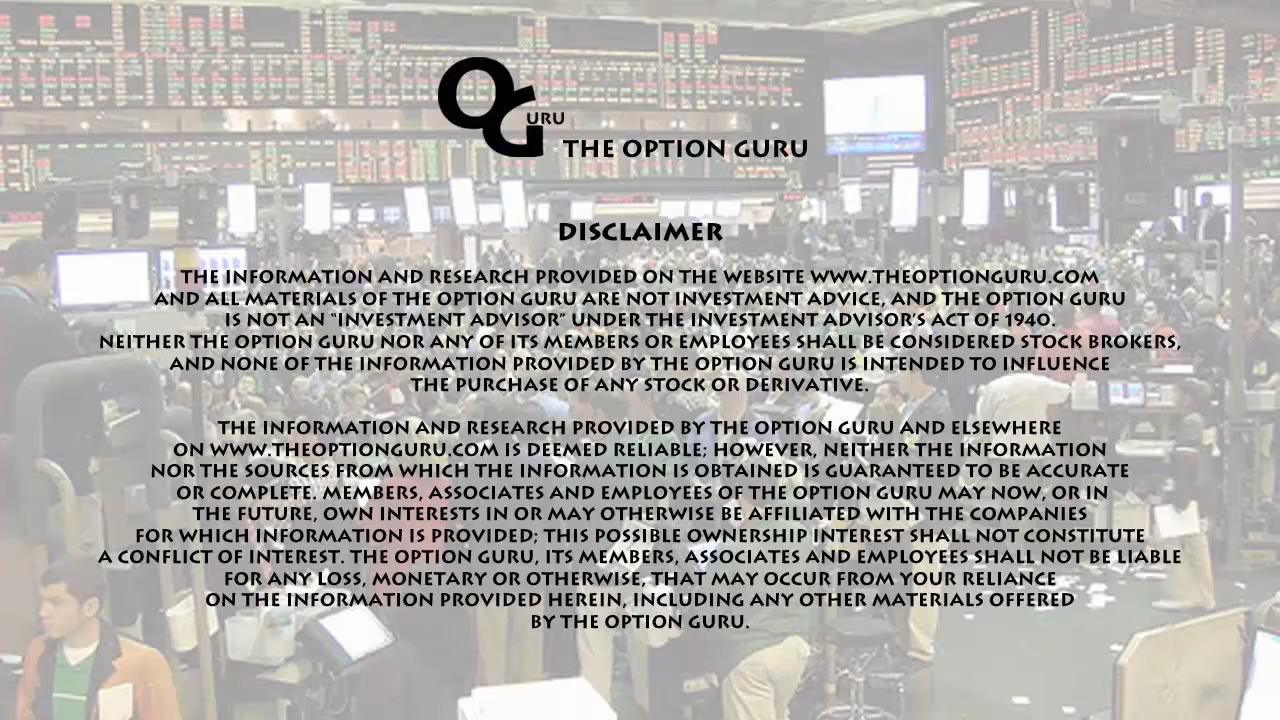 OGURU
THE OPTION GURU
DISCLAIMER
THE INFORMATION AND RESEARCH PROVIDED ON THE WEBSITE WWW.THEOPTIONGURU.COM
AND ALL MATERIALS OF THE OPTION GURU ARE NOT INVESTMENT ADVICE, AND THE OPTION GURU
IS NOT AN “INVESTMENT ADVISOR” UNDER THE INVESTMENT ADVISOR’S ACT OF 1940.
NEITHER THE OPTION GURU NOR ANY OF ITS MEMBERS OR EMPLOYEES SHALL BE CONSIDERED STOCK BROKERS,
AND NONE OF THE INFORMATION PROVIDED BY THE OPTION GURU IS INTENDED TO INFLUENCE
THE PURCHASE OF ANY STOCK OR DERIVATIVE.
THE INFORMATION AND RESEARCH PROVIDED BY THE OPTION GURU AND ELSEWHERE
ON WWW.THEOPTIONGURU.COM IS DEEMED RELIABLE; HOWEVER, NEITHER THE INFORMATION
NOR THE SOURCES FROM WHICH THE INFORMATION IS OBTAINED IS GUARANTEED TO BE ACCURATE
OR COMPLETE. MEMBERS, ASSOCIATES AND EMPLOYEES OF THE OPTION GURU MAY NOW, OR IN
THE FUTURE, OWN INTERESTS IN OR MAY OTHERWISE BE AFFILIATED WITH THE COMPANIES
FOR WHICH INFORMATION IS PROVIDED; THIS POSSIBLE OWNERSHIP INTEREST SHALL NOT CONSTITUTE
A CONFLICT OF INTEREST. THE OPTION GURU, ITS MEMBERS, ASSOCIATES AND EMPLOYEES SHALL NOT BE LIABLE
FOR ANY LOSS, MONETARY OR OTHERWISE, THAT MAY OCCUR FROM YOUR RELIANCE
ON THE INFORMATION PROVIDED HEREIN, INCLUDING ANY OTHER MATERIALS OFFERED
BY THE OPTION GURU.